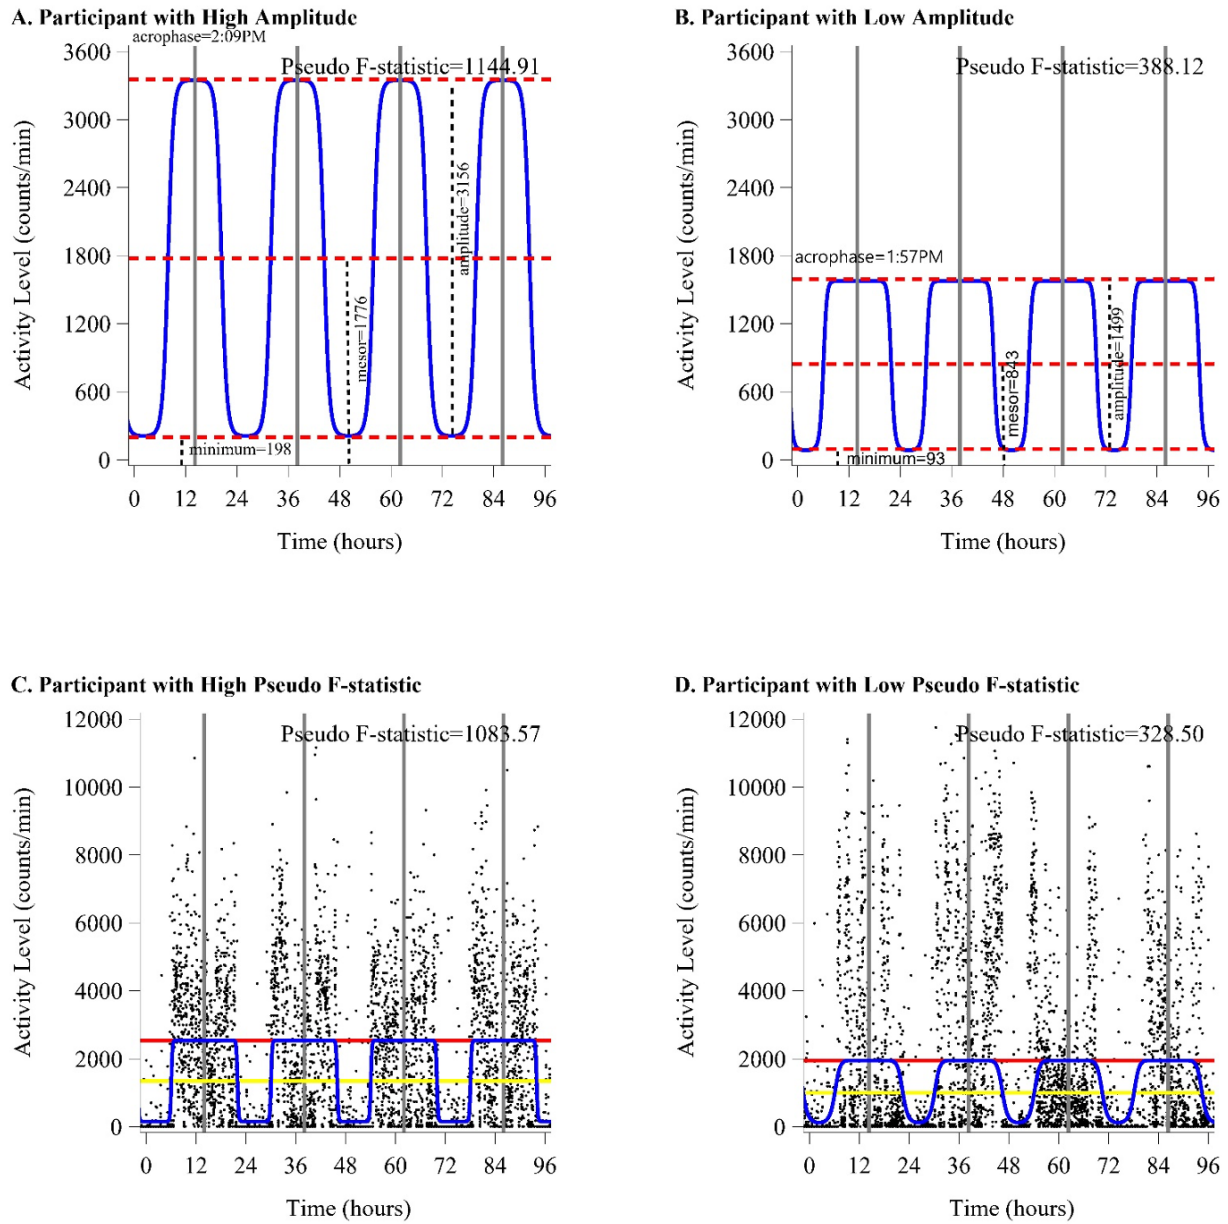 A. Participant with High Amplitude
acrophase=2:09PM
Pseudo F-statistic=1144.91
3600
3000
2400
1800
1200
600
0
Activity Level (counts/min)
amplitude=3156
mesor=1776
minimum=198
0 12 24 36 48 60 72 84 96
Time (hours)
B. Participant with Low Amplitude
Pseudo F-statistic=388.12
3600
3000
2400
1800
1200
600
0
Activity Level (counts/min)
acrophase=1:57PM
mesor=843
amplitude=1499
minimum=93
0 12 24 36 48 60 72 84 96
Time (hours)
C. Participant with High Pseudo F-statistic
Pseudo F-statistic=1083.57
12000
10000
8000
6000
4000
2000
0
Activity Level (counts/min)
0 12 24 36 48 60 72 84 96
Time (hours)
D. Participant with Low Pseudo F-statistic
Pseudo F-statistic=328.50
12000
10000
8000
6000
4000
2000
0
Activity Level (counts/min)
0 12 24 36 48 60 72 84 96
Time (hours)